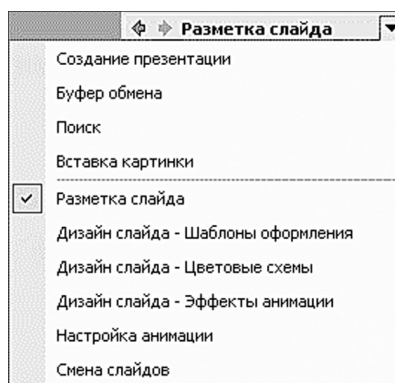 Разметка слайда
Создание презентации
Буфер обмена
Поиск
Вставка картинки
Разметка слайда
Дизайн слайда - Шаблоны оформления
Дизайн слайда - Цветовые схемы
Дизайн слайда - Эффекты анимации
Настройка анимации
Смена слайдов